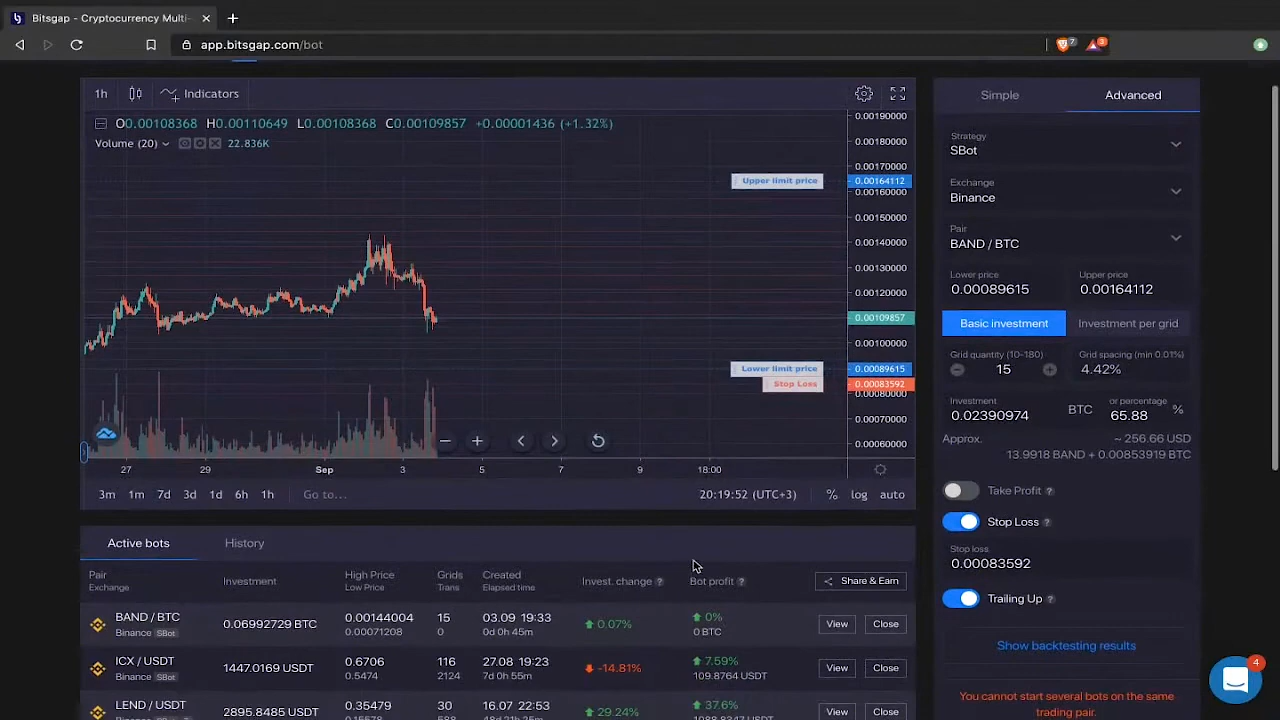 Bitsgap - Cryptocurrency Multi-
app.bitsgap.com/bot
7
3
1h
Indicators
O0.00108368 H0.00110649 L0.00108368 C0.00109857 +0.00001436 (+1.32%)
Volume (20) 22.836K
0.00190000
0.00180000
0.00170000
Upper limit price 0.00164112
0.00160000
0.00150000
0.00140000
0.00130000
0.00120000
0.00109857
0.00100000
Lower limit price 0.00089615
Stop Loss 0.00083592
0.00080000
0.00070000
0.00060000
27 29 Sep 3 5 7 9 18:00
3m 1m 7d 3d 1d 6h 1h Go to... 20:19:52 (UTC+3) % log auto
Simple Advanced
Strategy
SBot
Exchange
Binance
Pair
BAND / BTC
Lower price Upper price
0.00089615 0.00164112
Basic investment Investment per grid
Grid quantity (10-180) Grid spacing (min 0.01%)
15 4.42%
Investment or percentage
0.02390974 BTC 65.88 %
Approx. ~ 256.66 USD
13.9918 BAND + 0.00853919 BTC
Take Profit ?
Stop Loss ?
Stop loss
0.00083592
Trailing Up ?
Show backtesting results
You cannot start several bots on the same
trading pair.
4
Active bots History
Pair Investment High Price Grids Created Invest. change ? Bot profit ? Share & Earn
Exchange Low Price Trans Elapsed time
BAND / BTC 0.06992729 BTC 0.00144004 15 03.09 19:33 0.07% 0% View Close
Binance SBot 0.00071208 0 0d 0h 45m 0 BTC
ICX / USDT 1447.0169 USDT 0.6706 116 27.08 19:23 -14.81% 7.59% View Close
Binance SBot 0.5474 2124 7d 0h 55m 109.8764 USDT
LEND / USDT 2895.8485 USDT 0.35579 30 16.07 22:53 29.24% 37.6% View Close